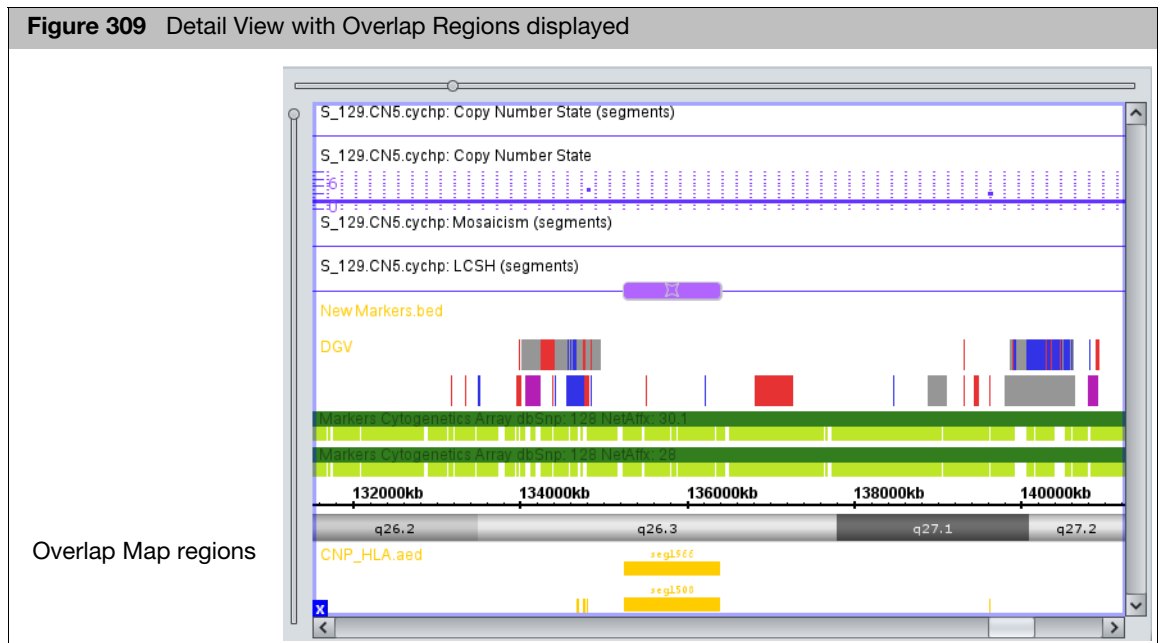 Figure 309 Detail View with Overlap Regions displayed
S_129.CN5.cychp: Copy Number State (segments)
S_129.CN5.cychp: Copy Number State
6
0
S_129.CN5.cychp: Mosaicism (segments)
S_129.CN5.cychp: LCSH (segments)
New Markers.bed
DGV
Markers Cytogenetics Array dbSnp: 128 NetAffx: 30.1
Markers Cytogenetics Array dbSnp: 128 NetAffx: 28
132000kb 134000kb 136000kb 138000kb 140000kb
q26.2 q26.3 q27.1 q27.2
Overlap Map regions
CNP_HLA.aed
x